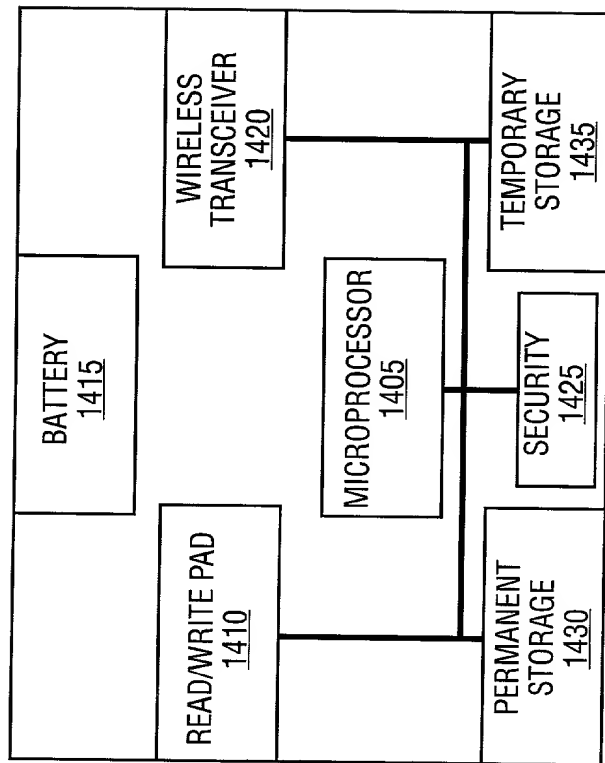 BATTERY
1415
READ/WRITE PAD
1410
WIRELESS
TRANSCEIVER
1420
MICROPROCESSOR
1405
PERMANENT
STORAGE
1430
SECURITY
1425
TEMPORARY
STORAGE
1435